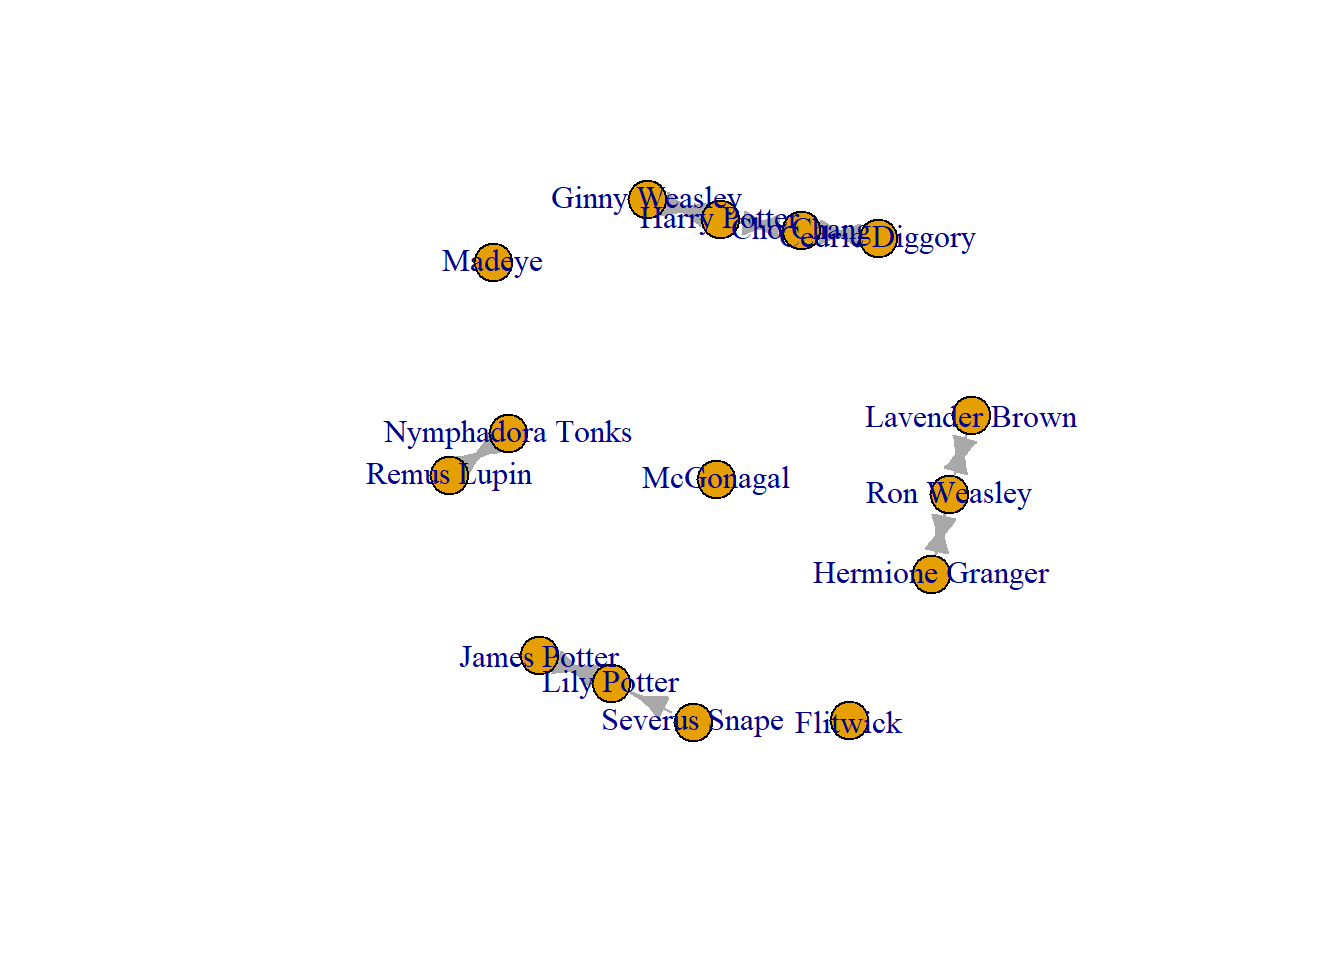 Ginny Weasley
Harry Potter
Cho Chang
Cedric Diggory
Madeye
Lavender Brown
Nymphadora Tonks
Remus Lupin
McGonagal
Ron Weasley
Hermione Granger
James Potter
Lily Potter
Severus Snape
Flitwick